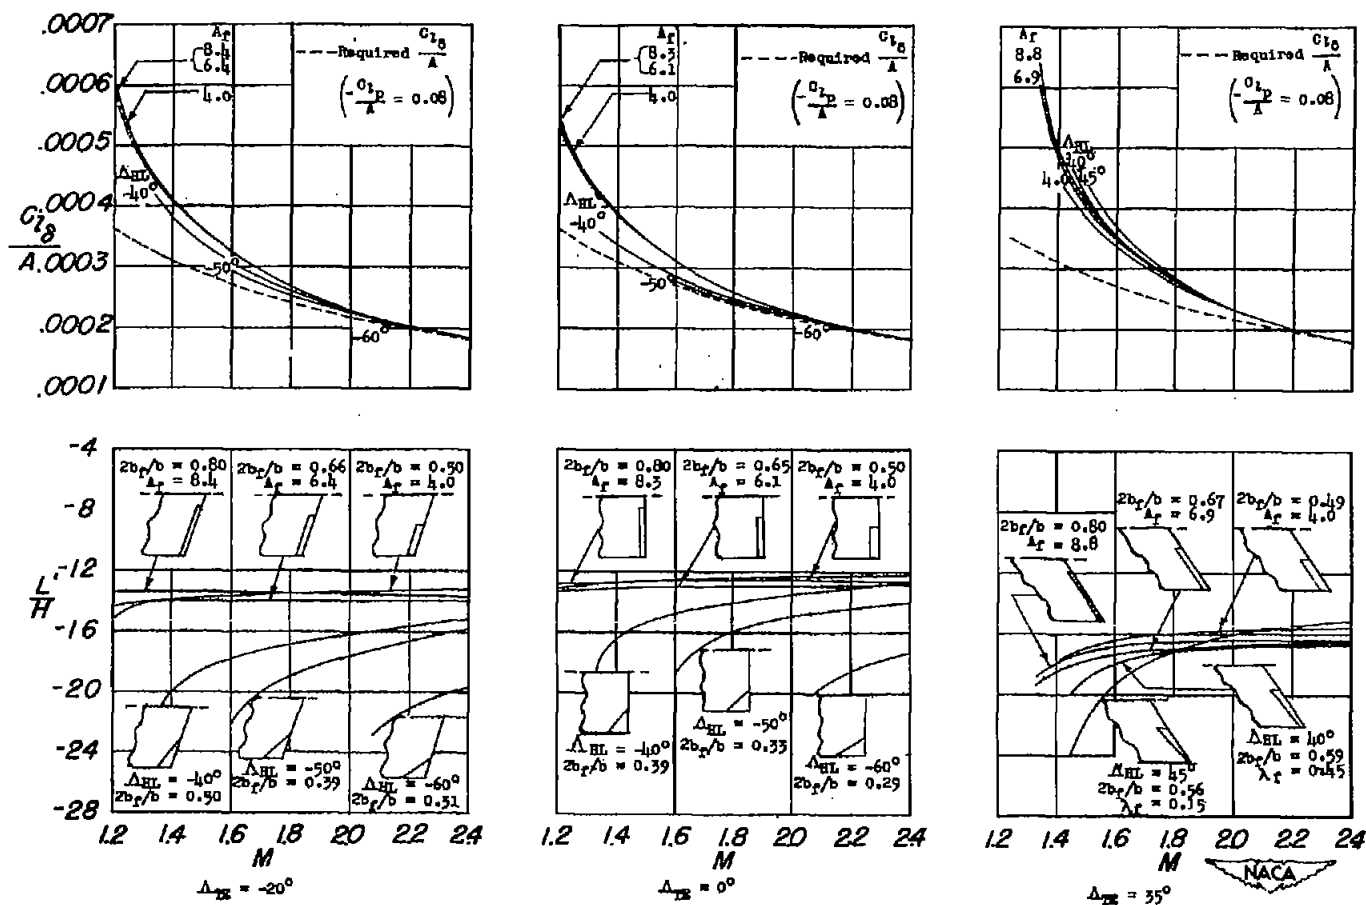 .0007
.0006
.0005
.0004
.0003
.0002
.0001
C_lδ
A
A_f
8.4
6.4
4.0
Required C_lδ/A
(-C_lp/A = 0.08)
Λ_HL
-40°
-50°
-60°
A_f
8.3
6.1
4.0
Required C_lδ/A
(-C_lp/A = 0.08)
Λ_HL
-40°
-50°
-60°
A_f
8.8
6.9
Required C_lδ/A
(-C_lp/A = 0.08)
Λ_HL
40°
4.0 45°
-4
-8
-12
-16
-20
-24
-28
L'
H
2b_f/b = 0.80
A_f = 8.4
2b_f/b = 0.66
A_f = 6.4
2b_f/b = 0.50
A_f = 4.0
Λ_HL = -40°
2b_f/b = 0.50
Λ_HL = -50°
2b_f/b = 0.39
Λ_HL = -60°
2b_f/b = 0.31
1.2 1.4 1.6 1.8 2.0 2.2 2.4
M
Λ_TE = -20°
2b_f/b = 0.80
A_f = 8.3
2b_f/b = 0.65
A_f = 6.1
2b_f/b = 0.50
A_f = 4.0
Λ_HL = -40°
2b_f/b = 0.39
Λ_HL = -50°
2b_f/b = 0.33
Λ_HL = -60°
2b_f/b = 0.29
1.2 1.4 1.6 1.8 2.0 2.2 2.4
M
Λ_TE = 0°
2b_f/b = 0.80
A_f = 8.8
2b_f/b = 0.67
A_f = 6.9
2b_f/b = 0.49
A_f = 4.0
Λ_HL = 45°
2b_f/b = 0.56
λ_f = 0.15
Λ_HL = 40°
2b_f/b = 0.59
λ_f = 0.45
1.2 1.4 1.6 1.8 2.0 2.2 2.4
M
Λ_TE = 35°
NACA